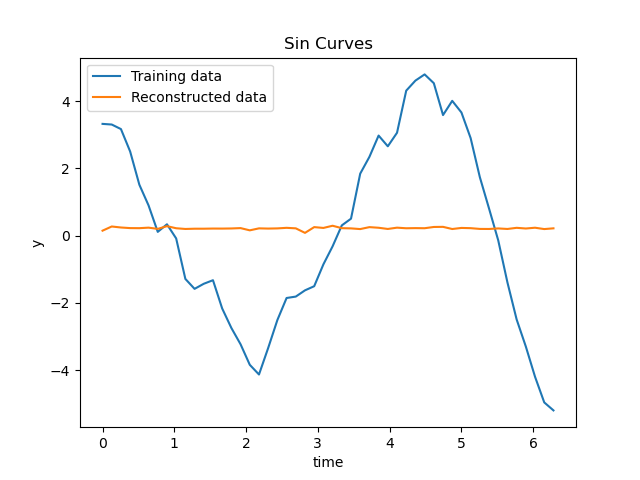 Sin Curves
Training data
Reconstructed data
4
2
0
−2
−4
y
0 1 2 3 4 5 6
time